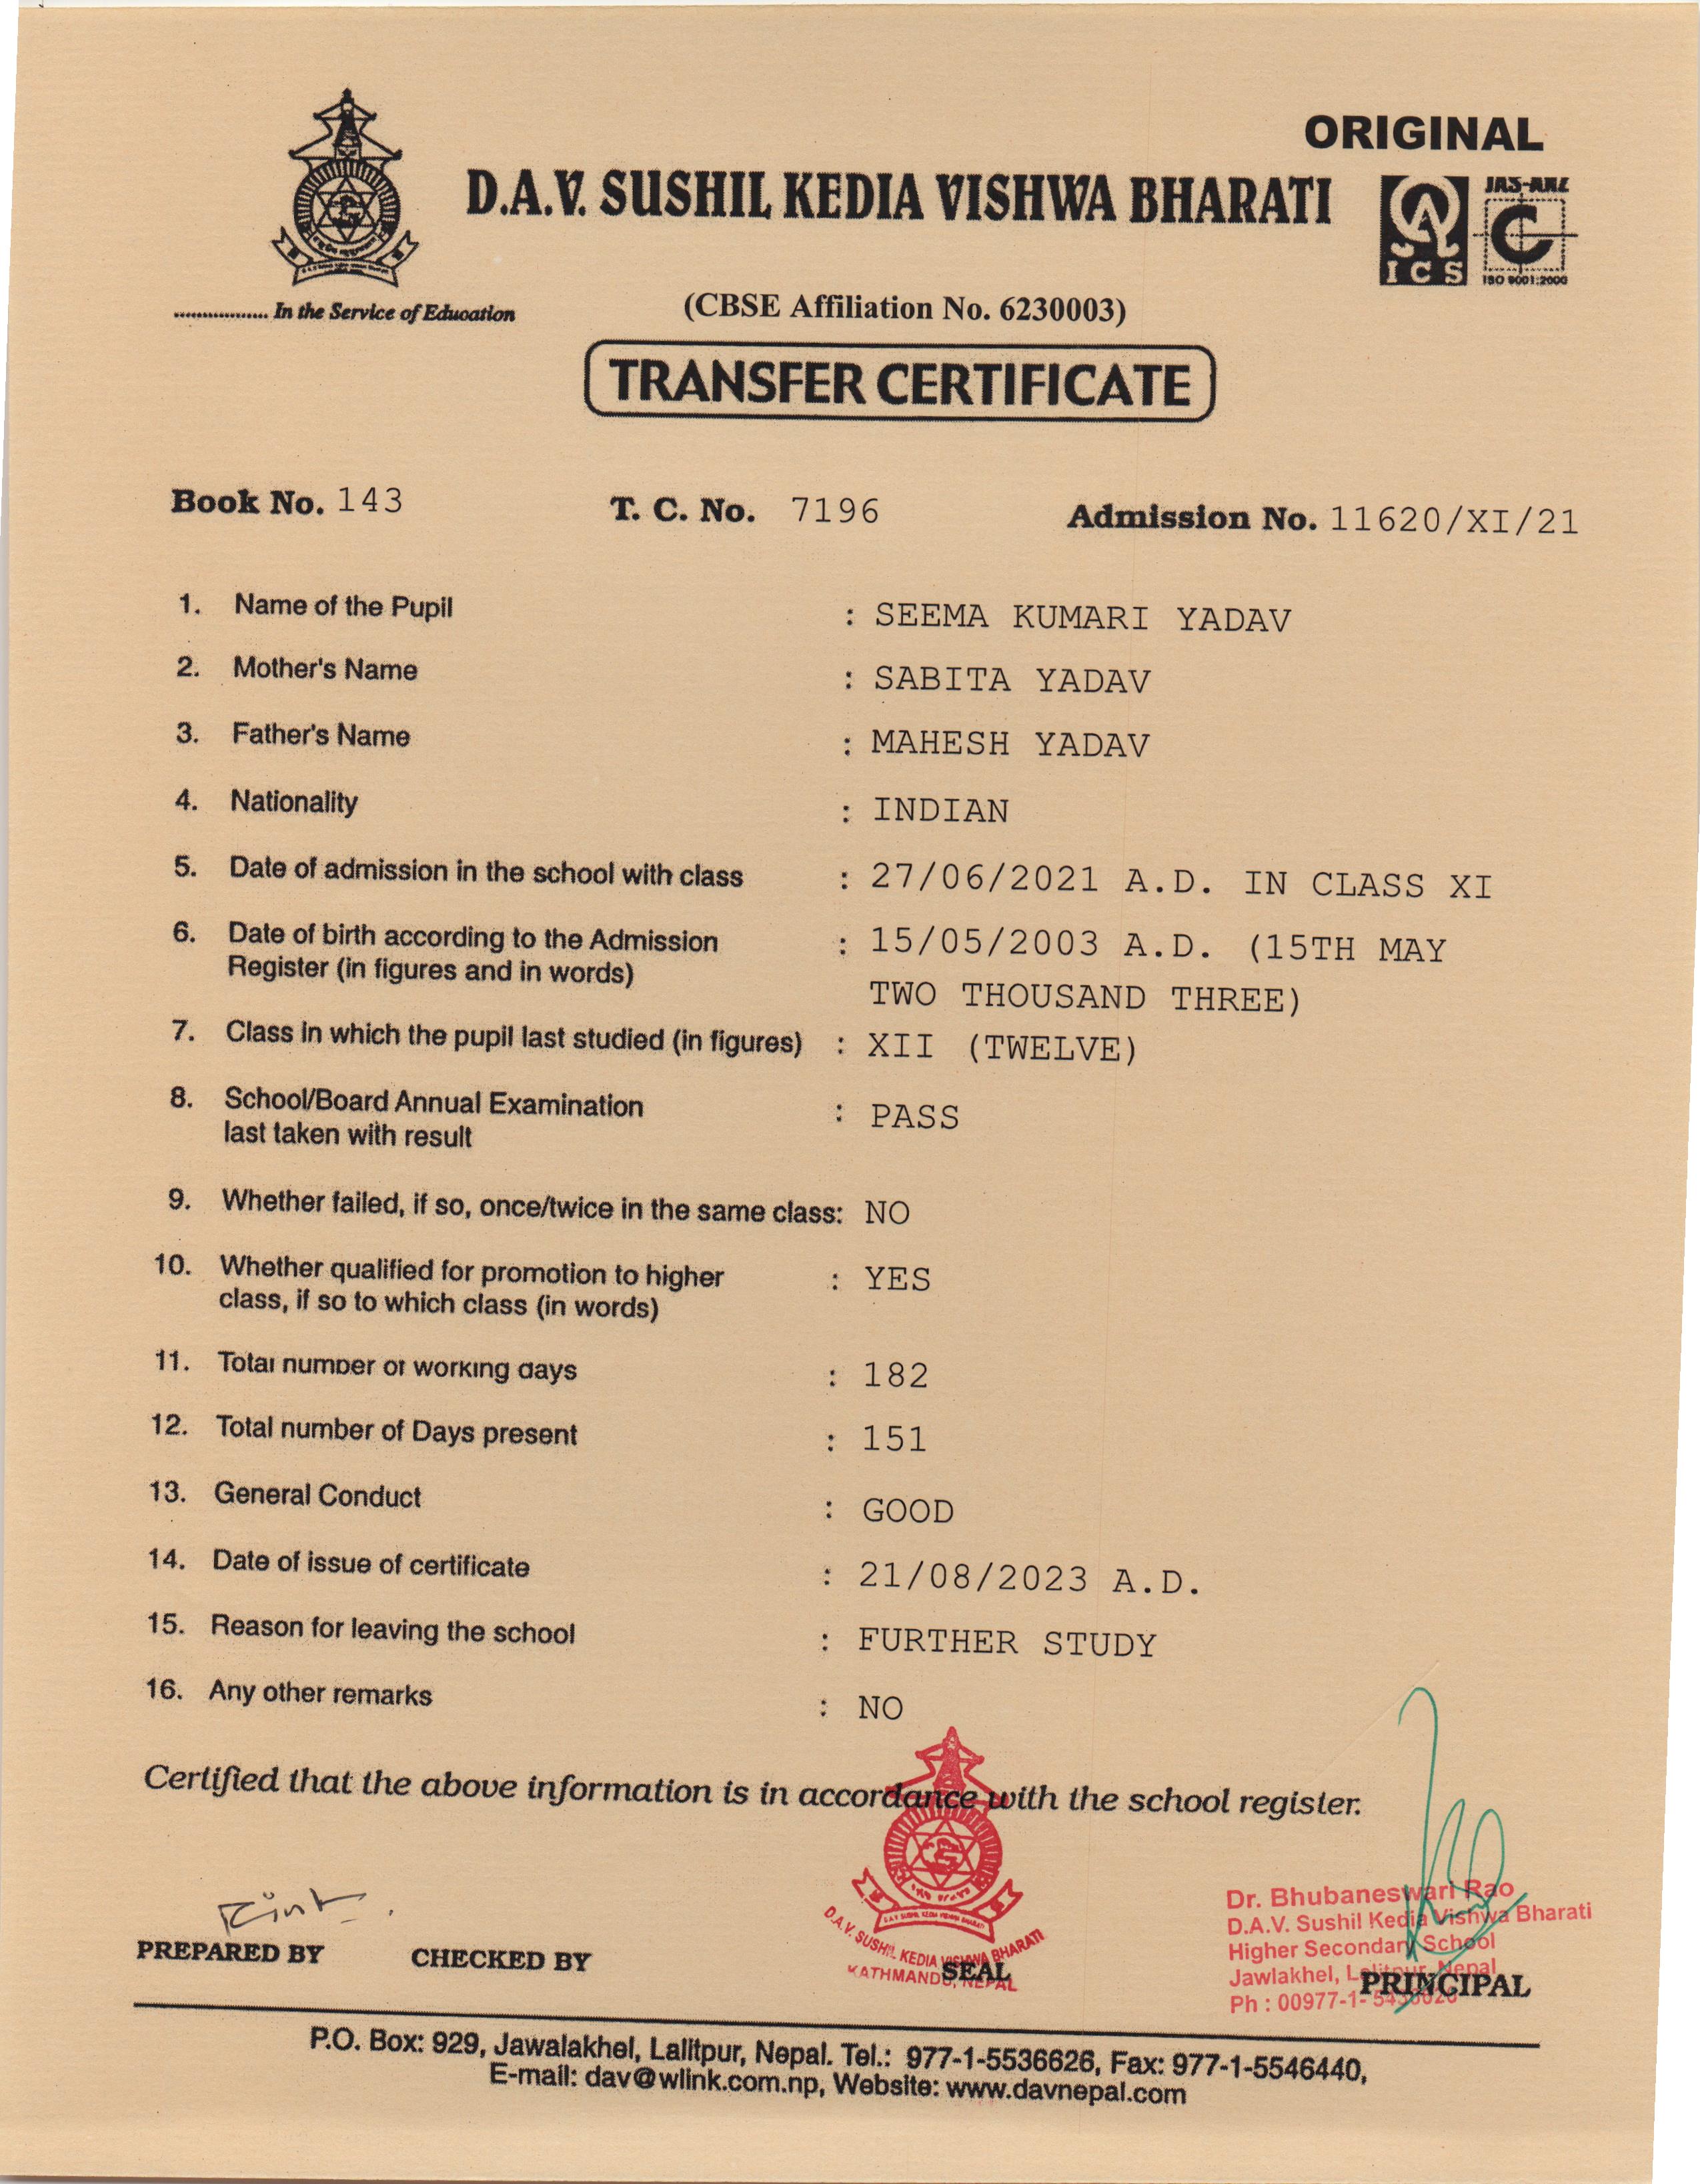 ORIGINAL
D.A.V. SUSHIL KEDIA VISHWA BHARATI
JAS-ANZ
ICS
ISO 9001:2000
.................. In the Service of Education
(CBSE Affiliation No. 6230003)
TRANSFER CERTIFICATE
Book No. 143 T. C. No. 7196 Admission No. 11620/XI/21
1. Name of the Pupil : SEEMA KUMARI YADAV
2. Mother's Name : SABITA YADAV
3. Father's Name : MAHESH YADAV
4. Nationality : INDIAN
5. Date of admission in the school with class : 27/06/2021 A.D. IN CLASS XI
6. Date of birth according to the Admission : 15/05/2003 A.D. (15TH MAY
Register (in figures and in words)
TWO THOUSAND THREE)
7. Class in which the pupil last studied (in figures) : XII (TWELVE)
8. School/Board Annual Examination : PASS
last taken with result
9. Whether failed, if so, once/twice in the same class: NO
10. Whether qualified for promotion to higher : YES
class, if so to which class (in words)
11. Total number of working days : 182
12. Total number of Days present : 151
13. General Conduct : GOOD
14. Date of issue of certificate : 21/08/2023 A.D.
15. Reason for leaving the school : FURTHER STUDY
16. Any other remarks : NO
Certified that the above information is in accordance with the school register.
D.A.V. SUSHIL KEDIA VISHWA BHARATI
KATHMANDU, NEPAL
Dr. Bhubaneswari Rao
D.A.V. Sushil Kedia Vishwa Bharati
Higher Secondary School
Jawlakhel, Lalitpur, Nepal
Ph : 00977-1-
PREPARED BY CHECKED BY SEAL PRINCIPAL
P.O. Box: 929, Jawalakhel, Lalitpur, Nepal. Tel.: 977-1-5536626, Fax: 977-1-5546440,
E-mail: dav@wlink.com.np, Website: www.davnepal.com